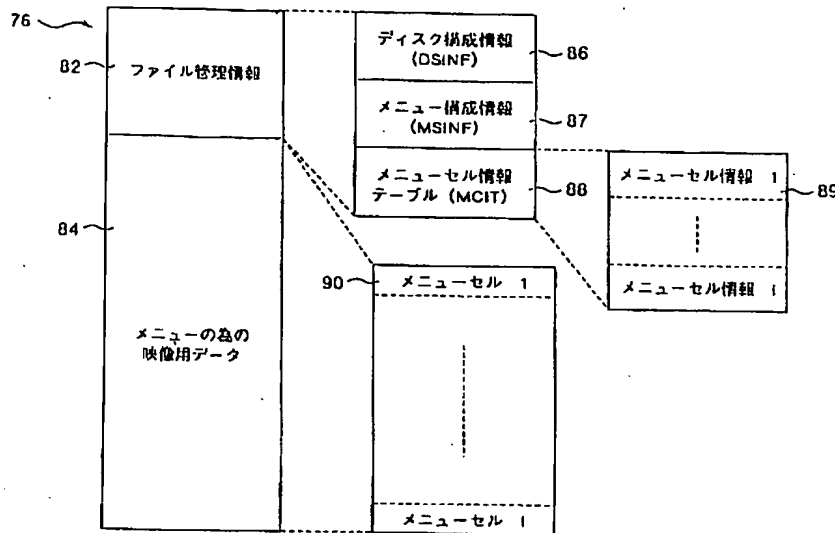 76
82
ファイル管理情報
84
メニューの為の
映像用データ
ディスク構成情報
(DSINF)
86
メニュー構成情報
(MSINF)
87
メニューセル情報
テーブル (MCIT)
88
メニューセル情報 1
89
メニューセル情報 i
90
メニューセル 1
メニューセル i